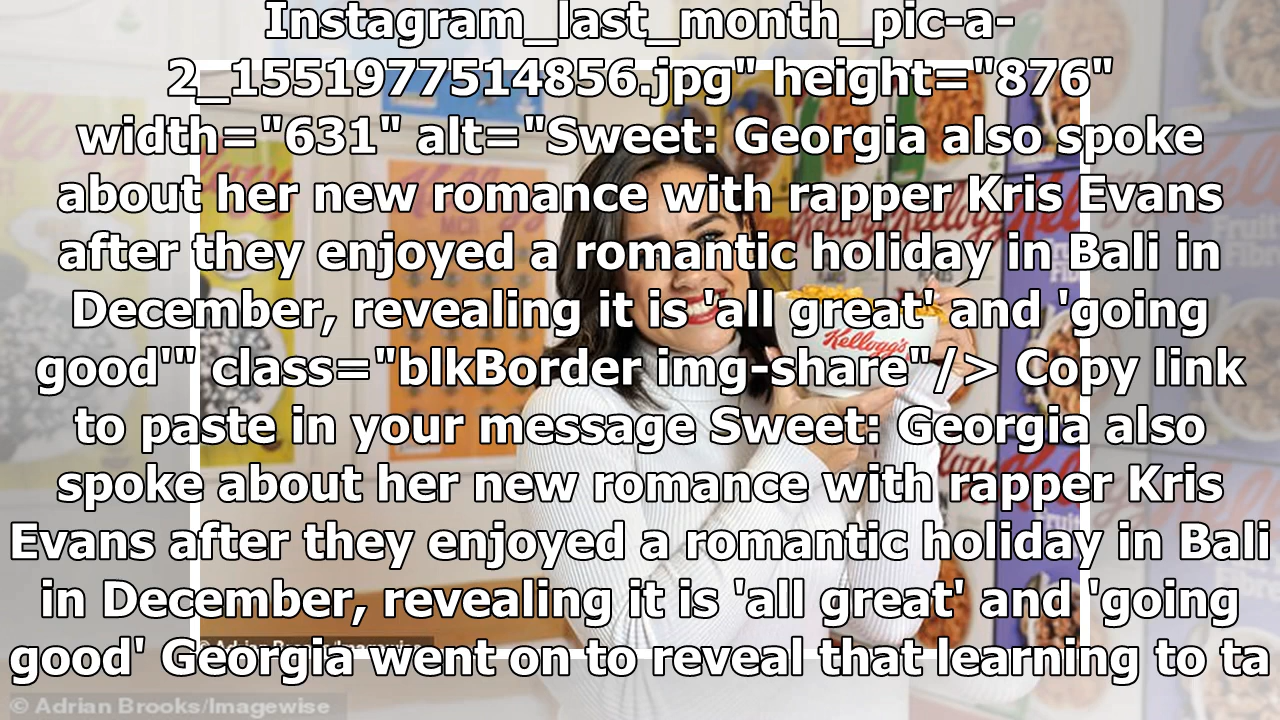 Instagram_last_month_pic-a-
2_1551977514856.jpg" height="876"
width="631" alt="Sweet: Georgia also spoke
about her new romance with rapper Kris Evans
after they enjoyed a romantic holiday in Bali in
December, revealing it is 'all great' and 'going
good'" class="blkBorder img-share"/> Copy link
to paste in your message Sweet: Georgia also
spoke about her new romance with rapper Kris
Evans after they enjoyed a romantic holiday in Bali
in December, revealing it is 'all great' and 'going
good' Georgia went on to reveal that learning to ta
Kellogg's
© Adrian Brooks/Imagewise